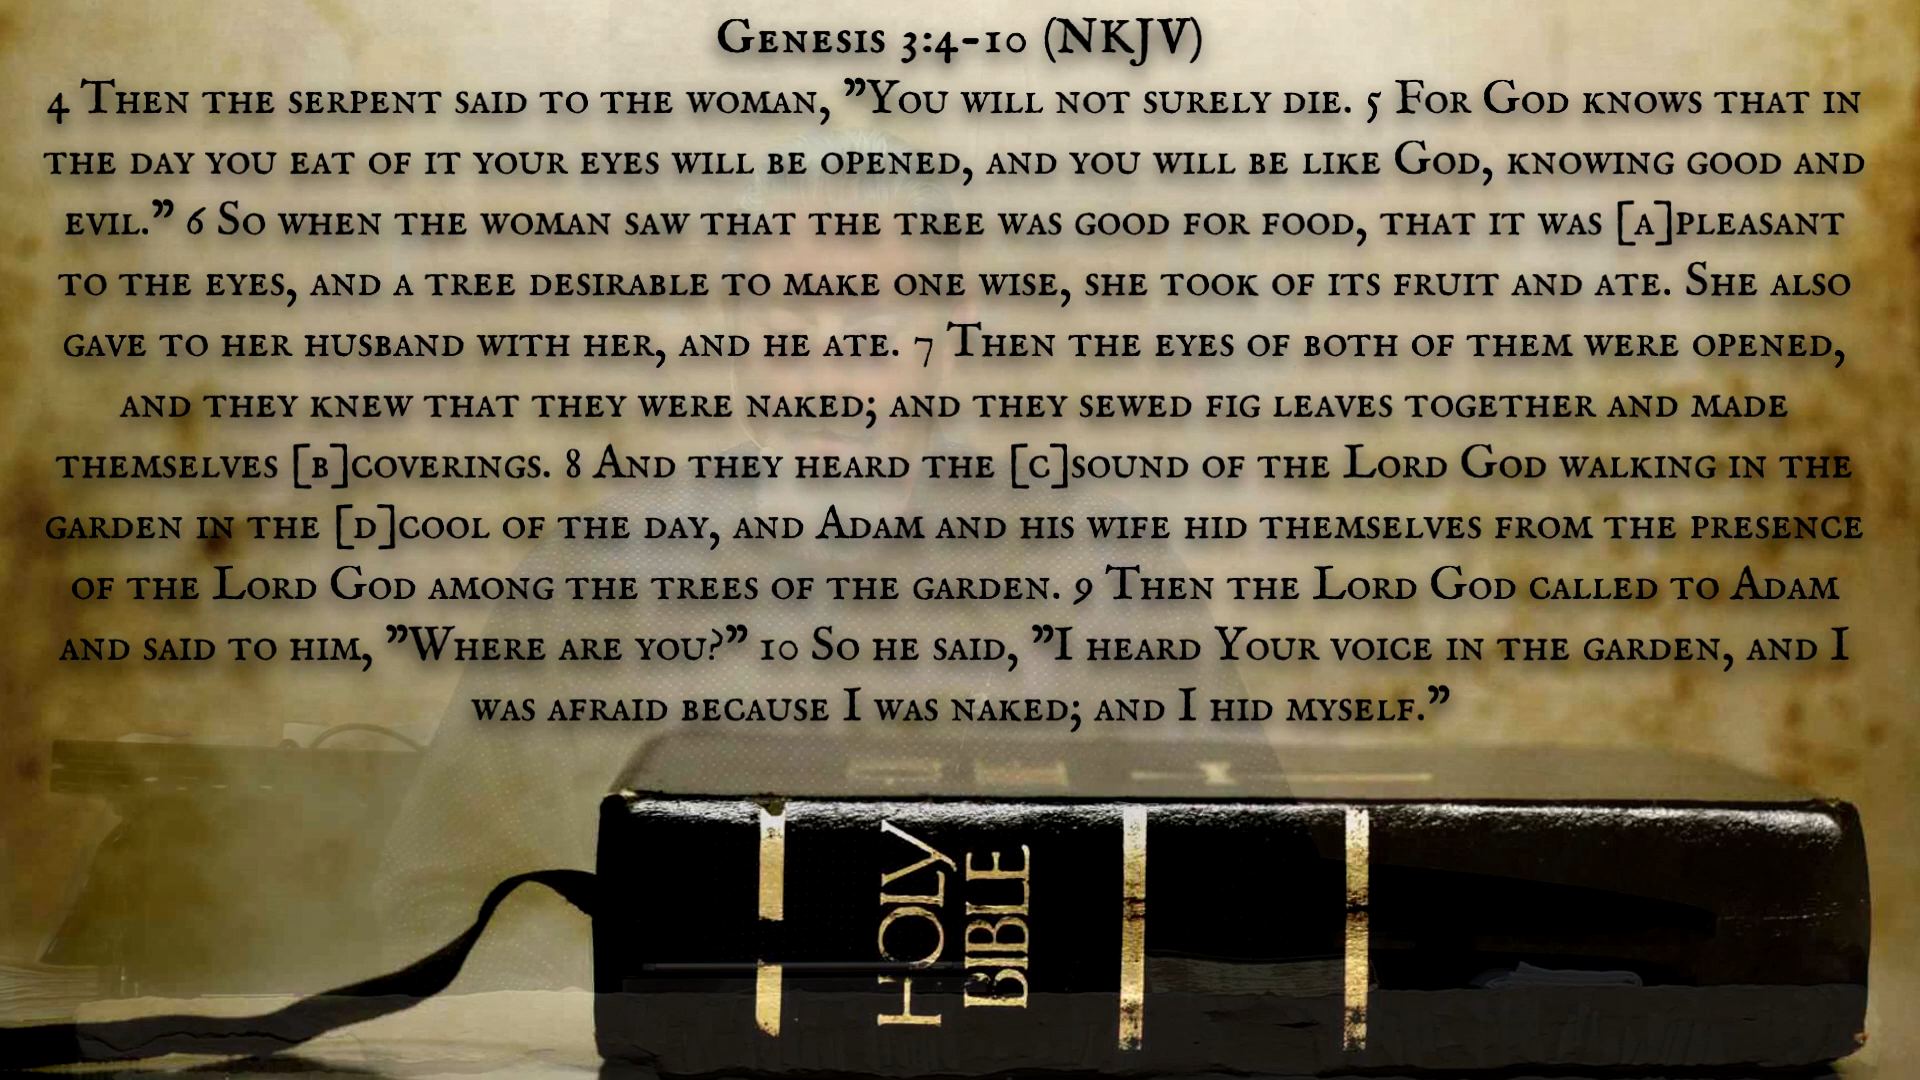 Genesis 3:4-10 (NKJV)
4 Then the serpent said to the woman, ”You will not surely die. 5 For God knows that in
the day you eat of it your eyes will be opened, and you will be like God, knowing good and
evil.” 6 So when the woman saw that the tree was good for food, that it was [a]pleasant
to the eyes, and a tree desirable to make one wise, she took of its fruit and ate. She also
gave to her husband with her, and he ate. 7 Then the eyes of both of them were opened,
and they knew that they were naked; and they sewed fig leaves together and made
themselves [b]coverings. 8 And they heard the [c]sound of the Lord God walking in the
garden in the [d]cool of the day, and Adam and his wife hid themselves from the presence
of the Lord God among the trees of the garden. 9 Then the Lord God called to Adam
and said to him, ”Where are you?” 10 So he said, ”I heard Your voice in the garden, and I
was afraid because I was naked; and I hid myself.”
HOLY
BIBLE